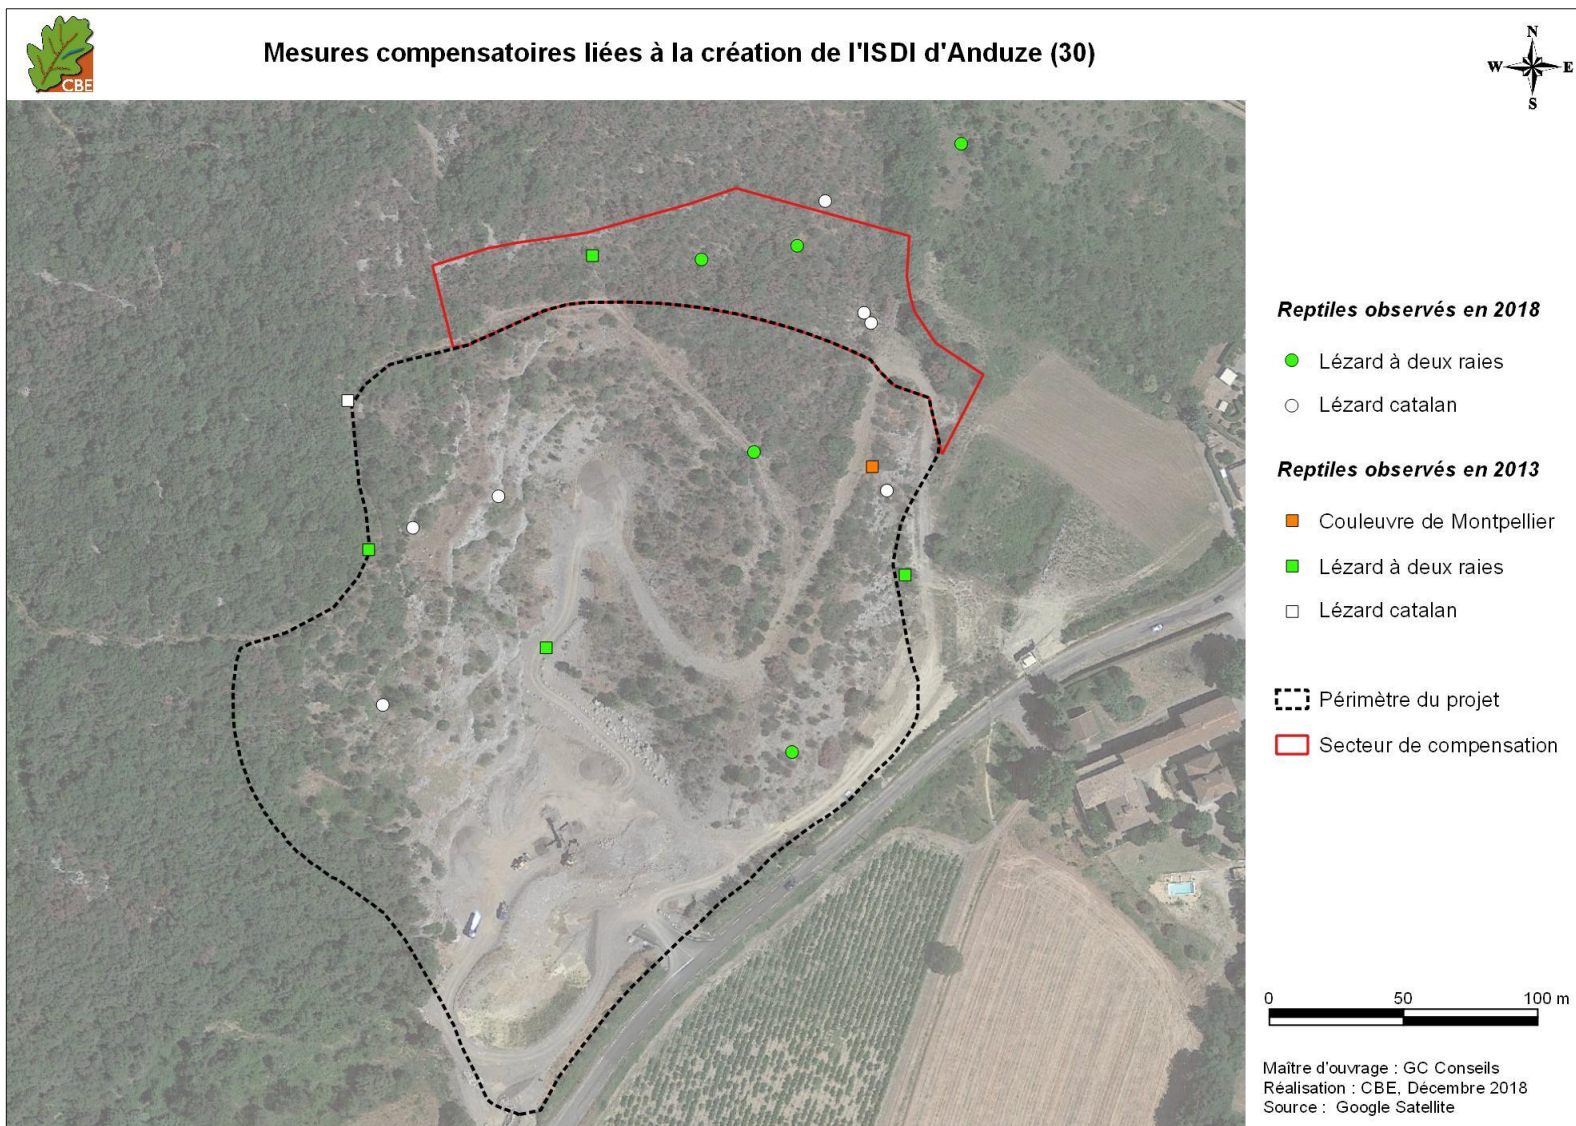 CBE
Mesures compensatoires liées à la création de l'ISDI d'Anduze (30)
N
W E
S
Reptiles observés en 2018
Lézard à deux raies
Lézard catalan
Reptiles observés en 2013
Couleuvre de Montpellier
Lézard à deux raies
Lézard catalan
Périmètre du projet
Secteur de compensation
0 50 100 m
Maître d'ouvrage : GC Conseils
Réalisation : CBE, Décembre 2018
Source : Google Satellite